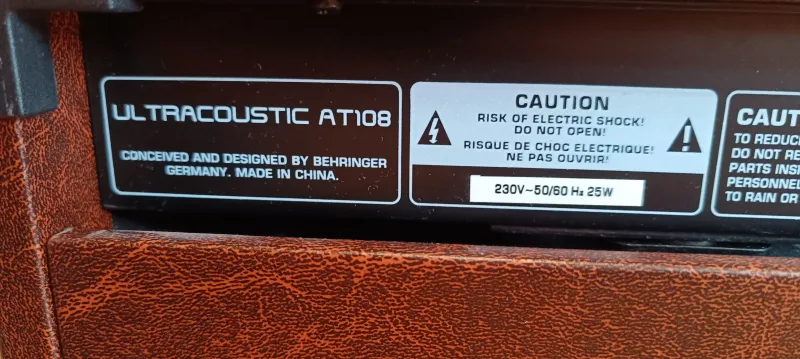 ULTRACOUSTIC AT108
CONCEIVED AND DESIGNED BY BEHRINGER
GERMANY. MADE IN CHINA.
CAUTION
RISK OF ELECTRIC SHOCK!
DO NOT OPEN!
RISQUE DE CHOC ELECTRIQUE!
NE PAS OUVRIR!
230V~50/60 Hz 25W
TO REDUC
DO NOT RE
PARTS INSI
PERSONNEL
TO RAIN OR